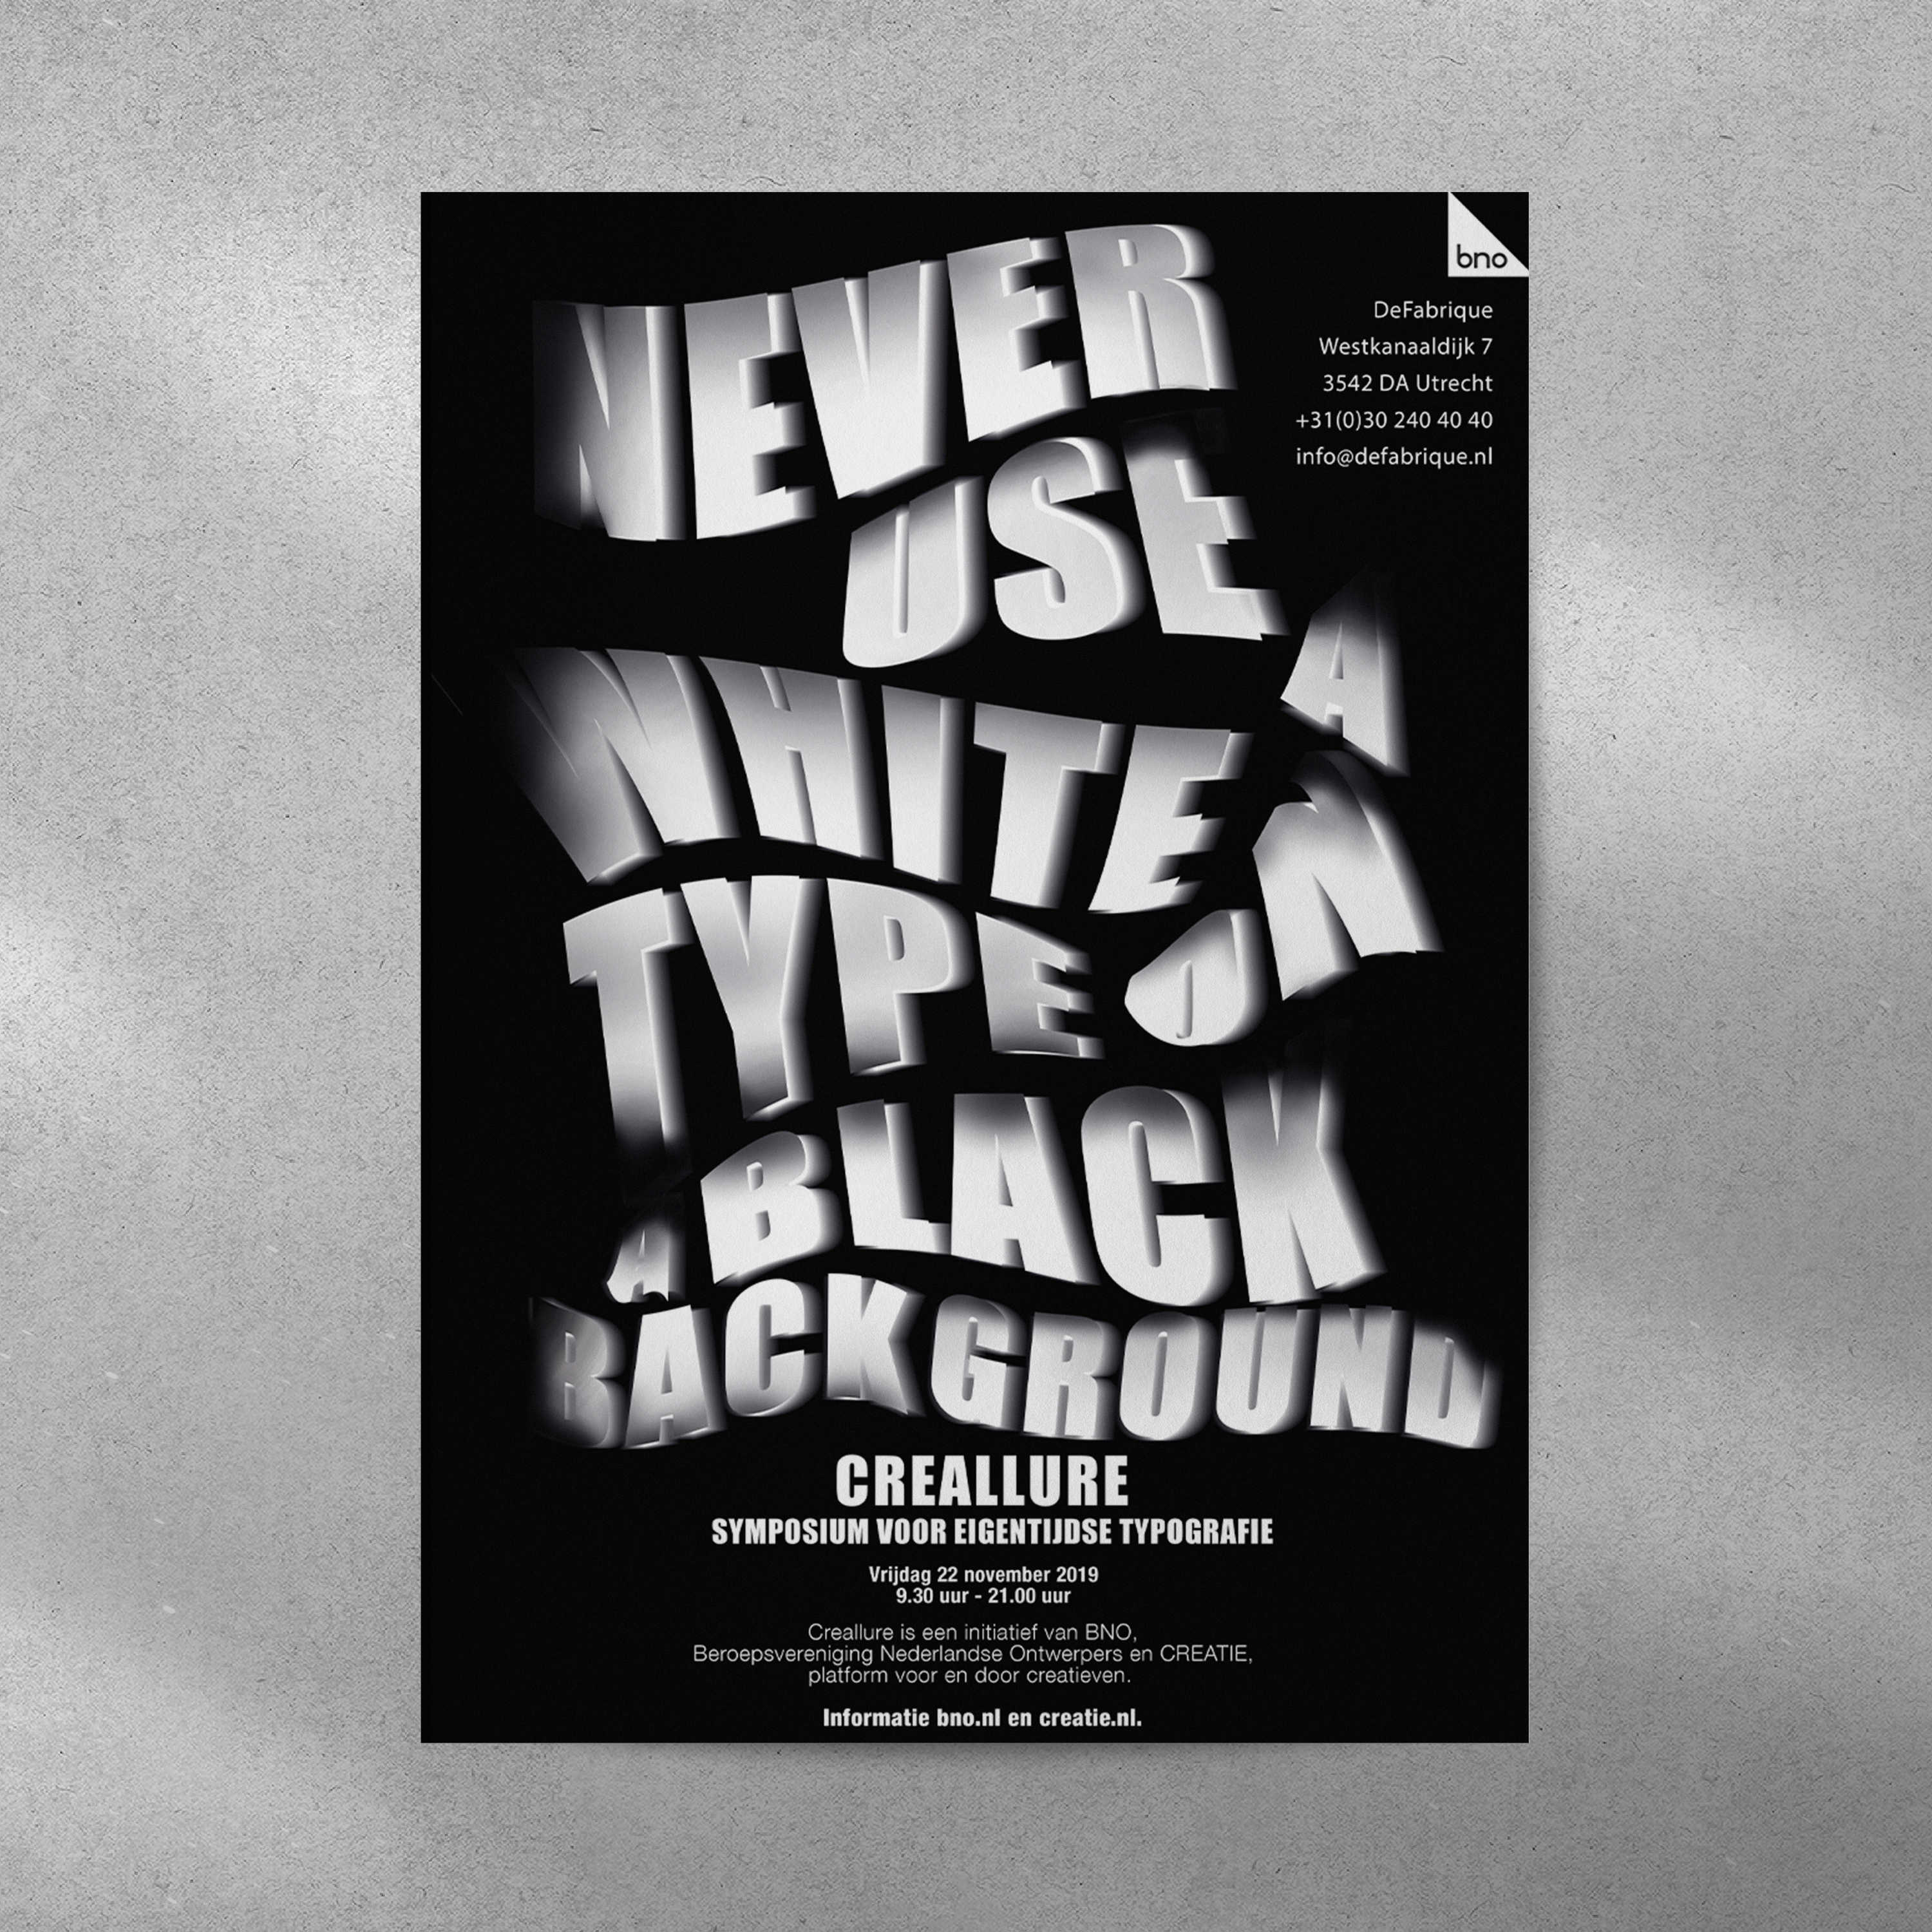 NEVER
USE
A
WHITE
TYPE ON
A BLACK
BACKGROUND
bno
DeFabrique
Westkanaaldijk 7
3542 DA Utrecht
+31(0)30 240 40 40
info@defabrique.nl
CREALLURE
SYMPOSIUM VOOR EIGENTIJDSE TYPOGRAFIE
Vrijdag 22 november 2019
9.30 uur - 21.00 uur
Creallure is een initiatief van BNO,
Beroepsvereniging Nederlandse Ontwerpers en CREATIE,
platform voor en door creatieven.
Informatie bno.nl en creatie.nl.